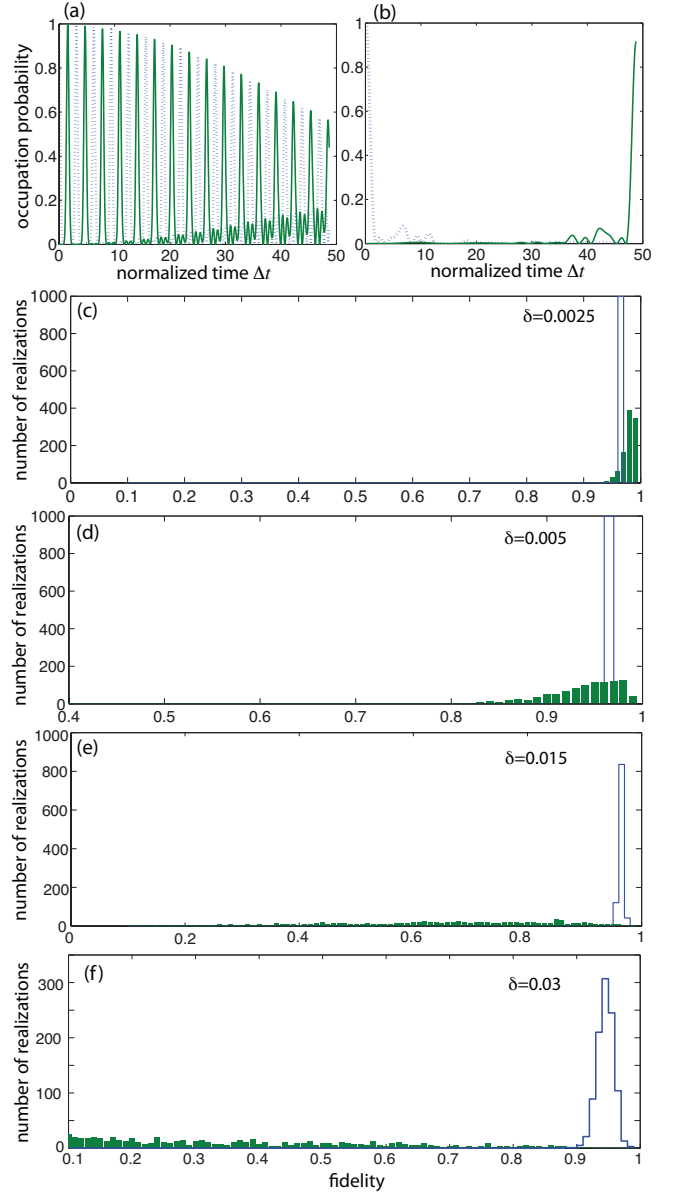 (a)
(b)
occupation probability
1
0.8
0.6
0.4
0.2
0
0 10 20 30 40 50
normalized time Δt
1
0.8
0.6
0.4
0.2
0
0 10 20 30 40 50
normalized time Δt
(c)
δ=0.0025
number of realizations
1000
800
600
400
200
0
0 0.1 0.2 0.3 0.4 0.5 0.6 0.7 0.8 0.9 1
(d)
δ=0.005
number of realizations
1000
800
600
400
200
0
0.4 0.5 0.6 0.7 0.8 0.9 1
(e)
δ=0.015
number of realizations
1000
800
600
400
200
0
0 0.2 0.4 0.6 0.8 1
(f)
δ=0.03
number of realizations
300
200
100
0
0.1 0.2 0.3 0.4 0.5 0.6 0.7 0.8 0.9 1
fidelity